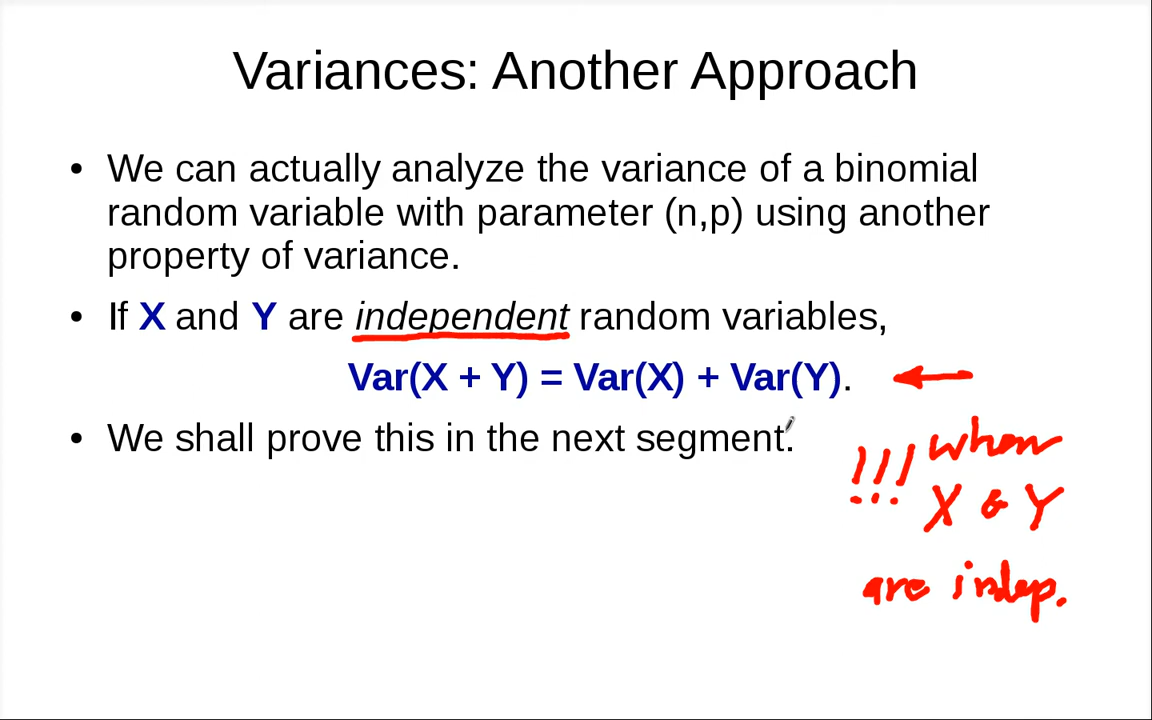 Variances: Another Approach
• We can actually analyze the variance of a binomial
random variable with parameter (n,p) using another
property of variance.
• If X and Y are independent random variables,
Var(X + Y) = Var(X) + Var(Y).
• We shall prove this in the next segment.
!!! when
X & Y
are indep.